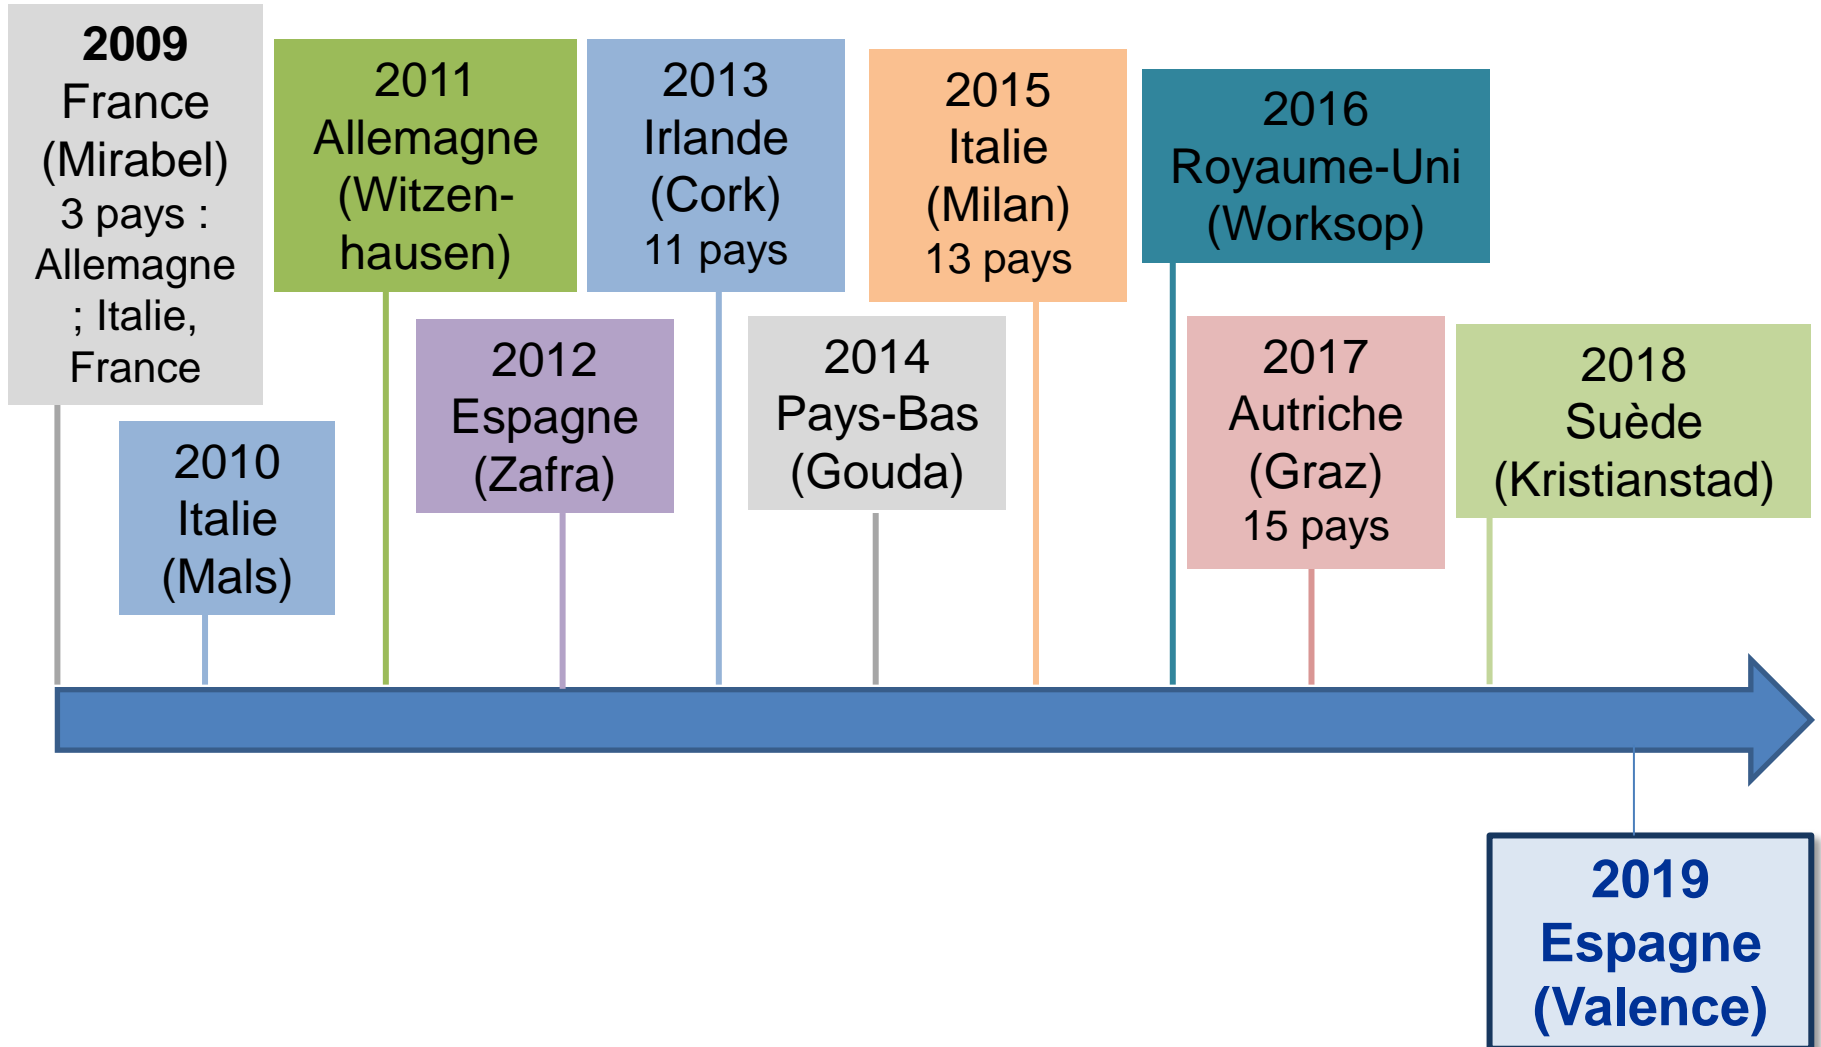 2009
France
(Mirabel)
3 pays :
Allemagne
; Italie,
France
2010
Italie
(Mals)
2011
Allemagne
(Witzen-
hausen)
2012
Espagne
(Zafra)
2013
Irlande
(Cork)
11 pays
2014
Pays-Bas
(Gouda)
2015
Italie
(Milan)
13 pays
2016
Royaume-Uni
(Worksop)
2017
Autriche
(Graz)
15 pays
2018
Suède
(Kristianstad)
2019
Espagne
(Valence)